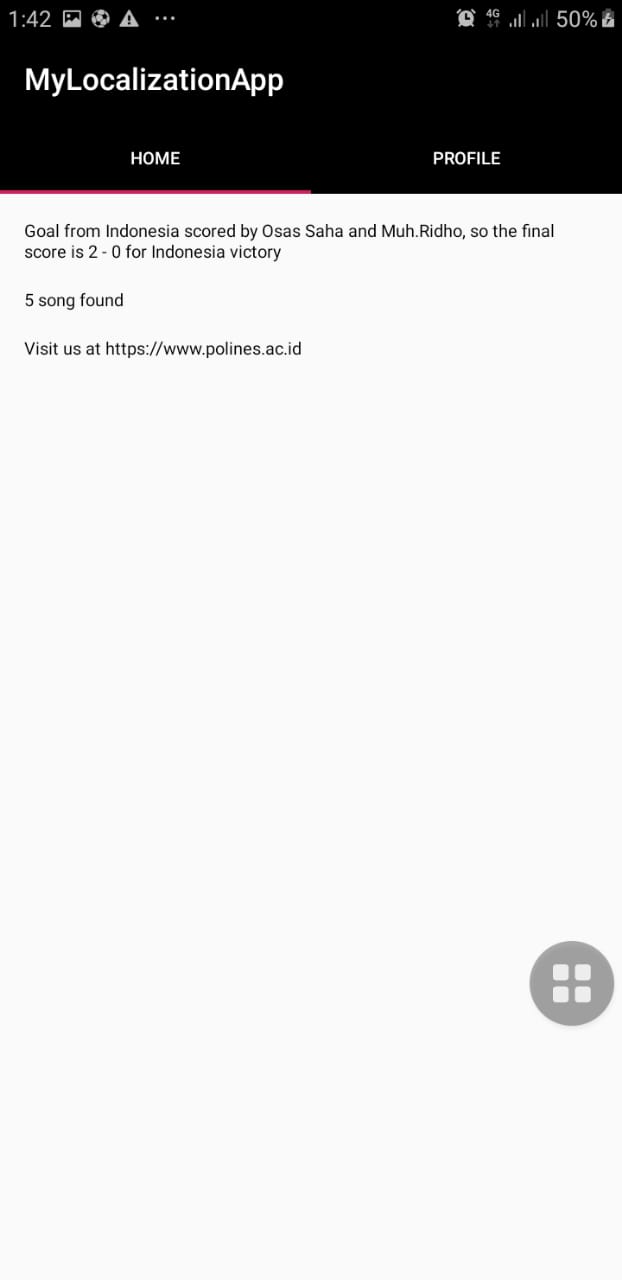 1:42 ... 4G 50%
MyLocalizationApp
HOME PROFILE
Goal from Indonesia scored by Osas Saha and Muh.Ridho, so the final
score is 2 - 0 for Indonesia victory
5 song found
Visit us at https://www.polines.ac.id